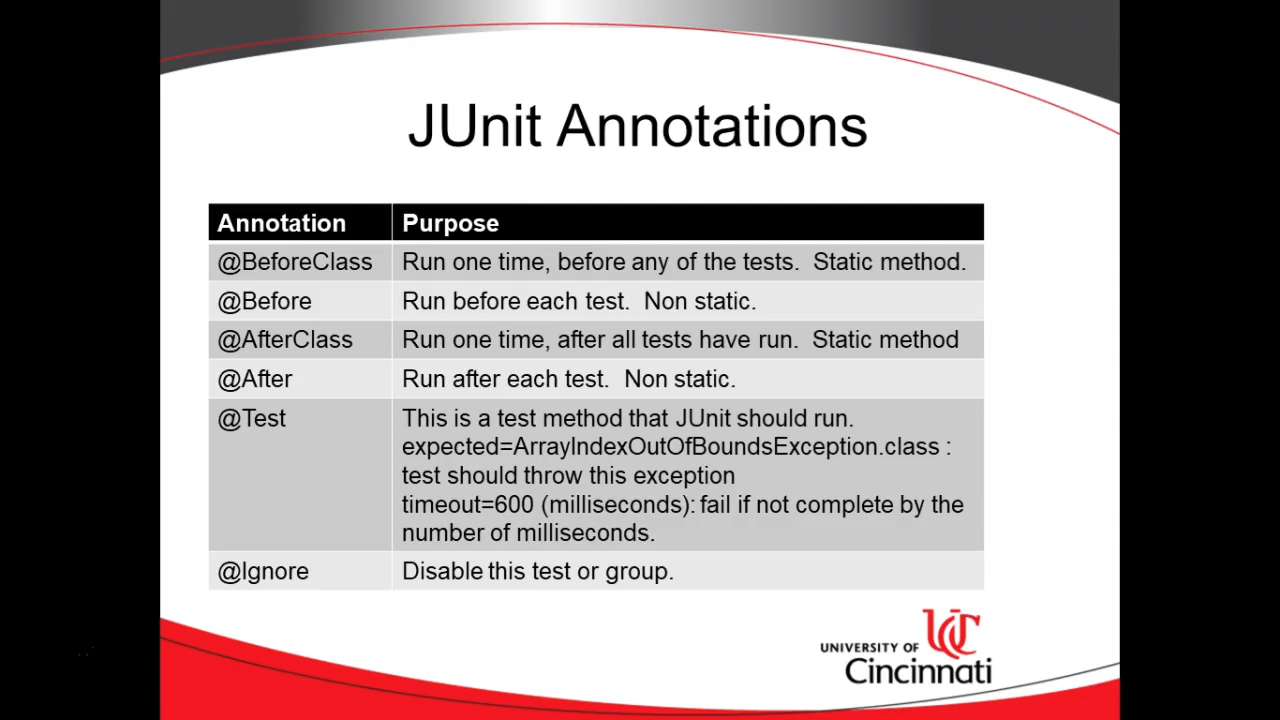 JUnit Annotations
Annotation Purpose
@BeforeClass Run one time, before any of the tests.  Static method.
@Before Run before each test.  Non static.
@AfterClass Run one time, after all tests have run.  Static method
@After Run after each test.  Non static.
@Test This is a test method that JUnit should run.
expected=ArrayIndexOutOfBoundsException.class :
test should throw this exception
timeout=600 (milliseconds): fail if not complete by the
number of milliseconds.
@Ignore Disable this test or group.
UNIVERSITY OF UC
Cincinnati